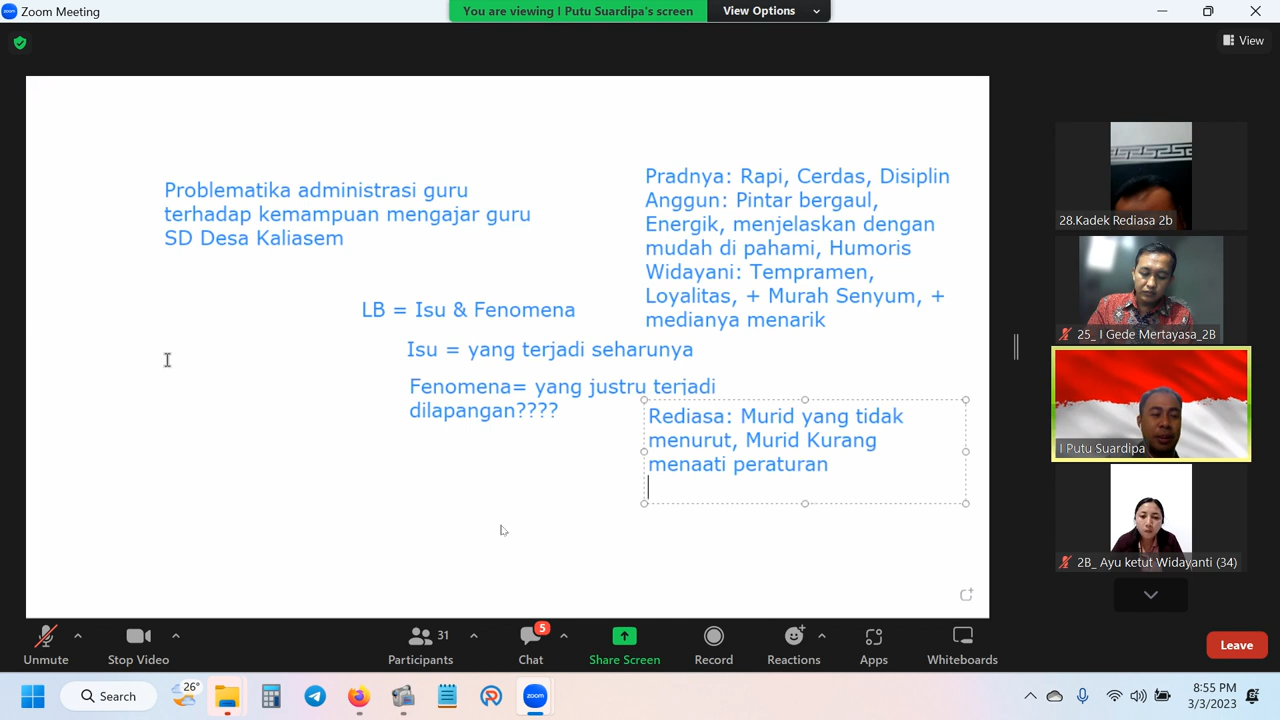 Zoom Meeting
You are viewing I Putu Suardipa's screen
View Options
View
Problematika administrasi guru
terhadap kemampuan mengajar guru
SD Desa Kaliasem
LB = Isu & Fenomena
Isu = yang terjadi seharunya
Fenomena= yang justru terjadi
dilapangan????
Pradnya: Rapi, Cerdas, Disiplin
Anggun: Pintar bergaul,
Energik, menjelaskan dengan
mudah di pahami, Humoris
Widayani: Tempramen,
Loyalitas, + Murah Senyum, +
medianya menarik
Rediasa: Murid yang tidak
menurut, Murid Kurang
menaati peraturan
28.Kadek Rediasa 2b
25_ I Gede Mertayasa_2B
I Putu Suardipa
2B_ Ayu ketut Widayanti (34)
Unmute
Stop Video
31
Participants
5
Chat
Share Screen
Record
Reactions
Apps
Whiteboards
Leave
26°
Search
zoom
8:55 PM
3/3/2023